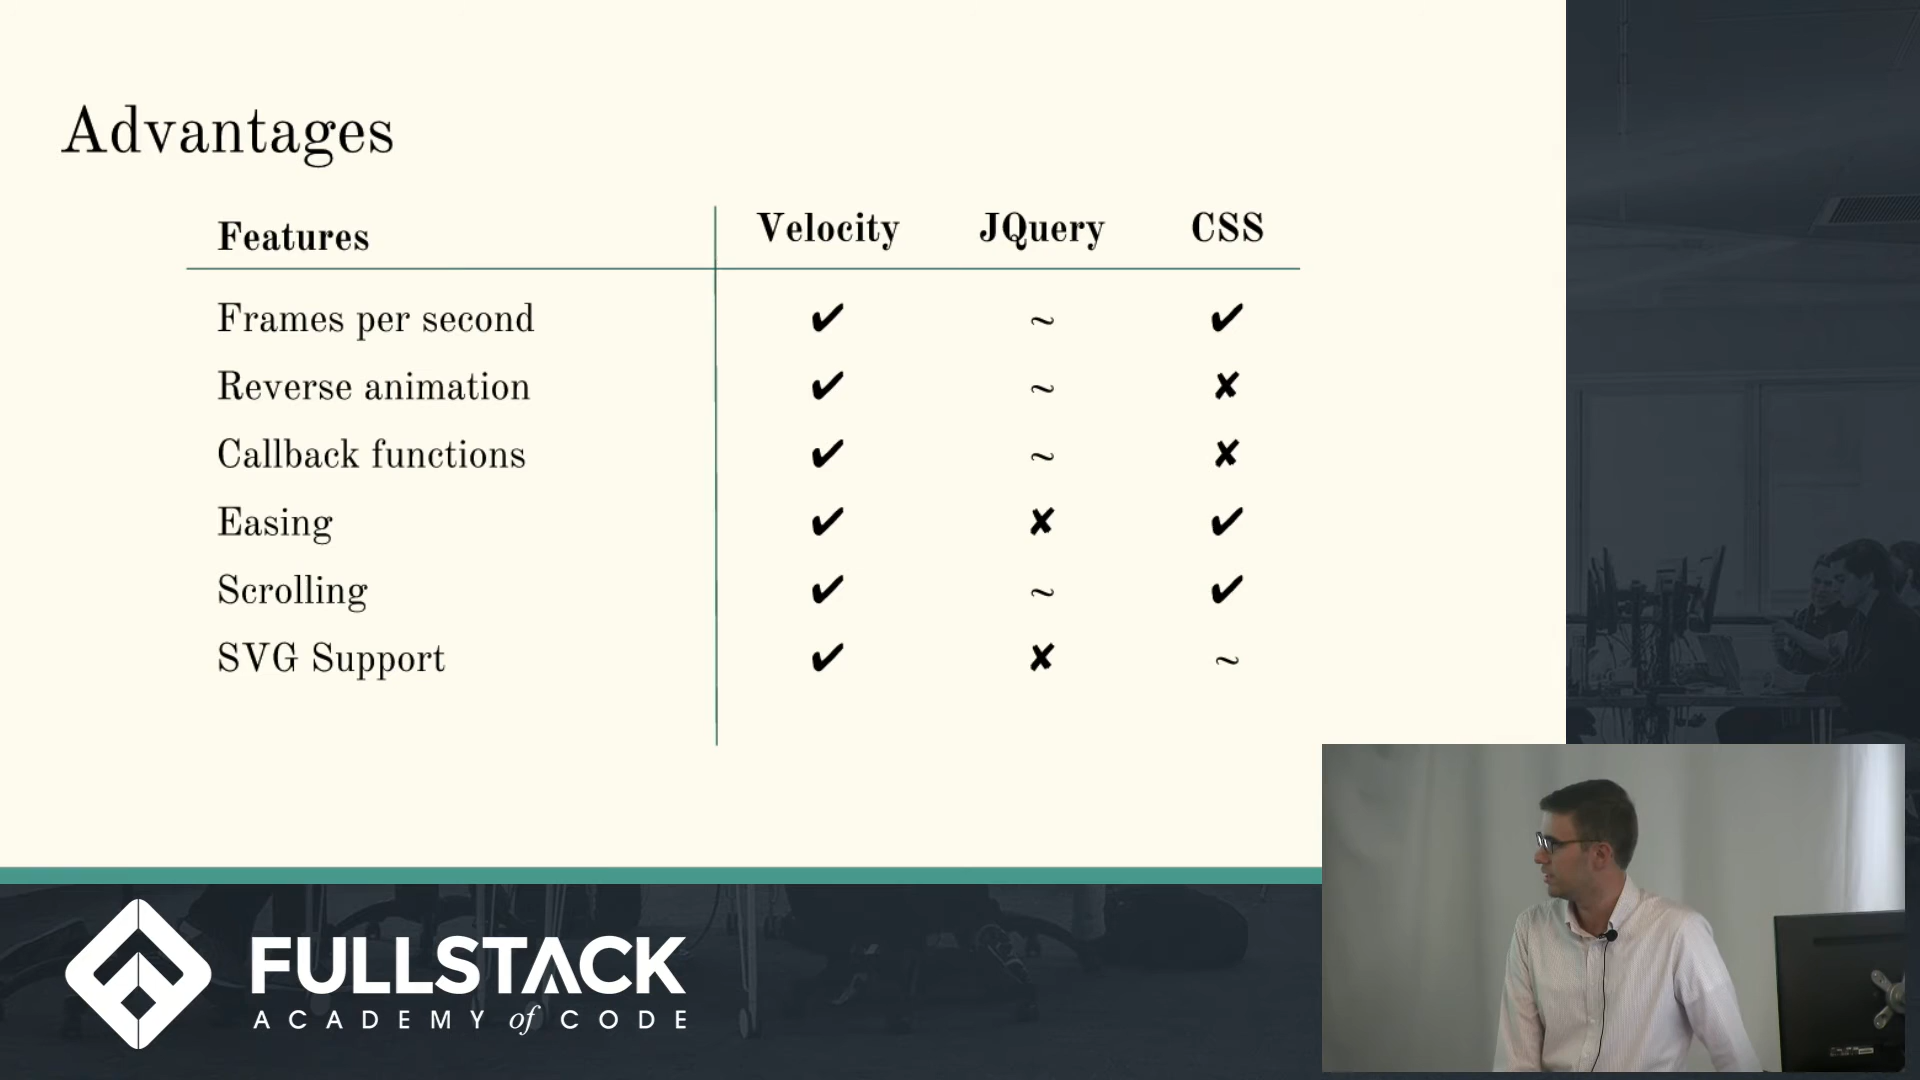 Advantages
Features Velocity JQuery CSS
Frames per second ✔ ~ ✔
Reverse animation ✔ ~ ✘
Callback functions ✔ ~ ✘
Easing ✔ ✘ ✔
Scrolling ✔ ~ ✔
SVG Support ✔ ✘ ~
FULLSTACK
ACADEMY of CODE